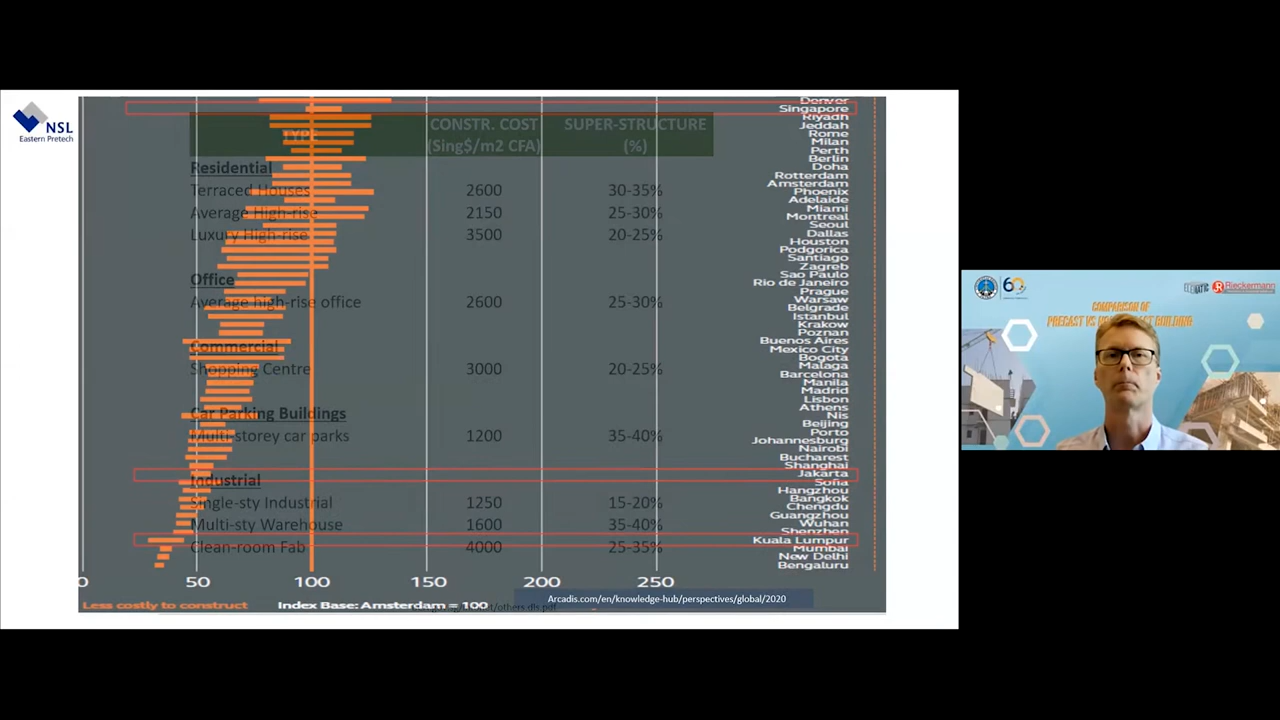 NSL
Eastern Pretech
TYPE CONSTR. COST (Sing$/m2 CFA) SUPER-STRUCTURE (%)
Residential
Terraced Houses 2600 30-35%
Average High-rise 2150 25-30%
Luxury High-rise 3500 20-25%
Office
Average high-rise office 2600 25-30%
Commercial
Shopping Centre 3000 20-25%
Car Parking Buildings
Multi-storey car parks 1200 35-40%
Industrial
Single-sty Industrial 1250 15-20%
Multi-sty Warehouse 1600 35-40%
Clean-room Fab 4000 25-35%
Denver
Singapore
Riyadh
Jeddah
Rome
Milan
Perth
Berlin
Doha
Rotterdam
Amsterdam
Phoenix
Adelaide
Miami
Montreal
Seoul
Dallas
Houston
Podgorica
Santiago
Zagreb
Sao Paulo
Rio de Janeiro
Prague
Warsaw
Belgrade
Istanbul
Krakow
Poznan
Buenos Aires
Mexico City
Bogota
Malaga
Barcelona
Manila
Madrid
Lisbon
Athens
Nis
Beijing
Porto
Johannesburg
Nairobi
Bucharest
Shanghai
Jakarta
Sofia
Hangzhou
Bangkok
Chengdu
Guangzhou
Wuhan
Shenzhen
Kuala Lumpur
Mumbai
New Delhi
Bengaluru
0 50 100 150 200 250
Less costly to construct Index Base: Amsterdam = 100
Arcadis.com/en/knowledge-hub/perspectives/global/2020
60
Rieckermann
COMPARISON OF
PRECAST VS
BUILDING